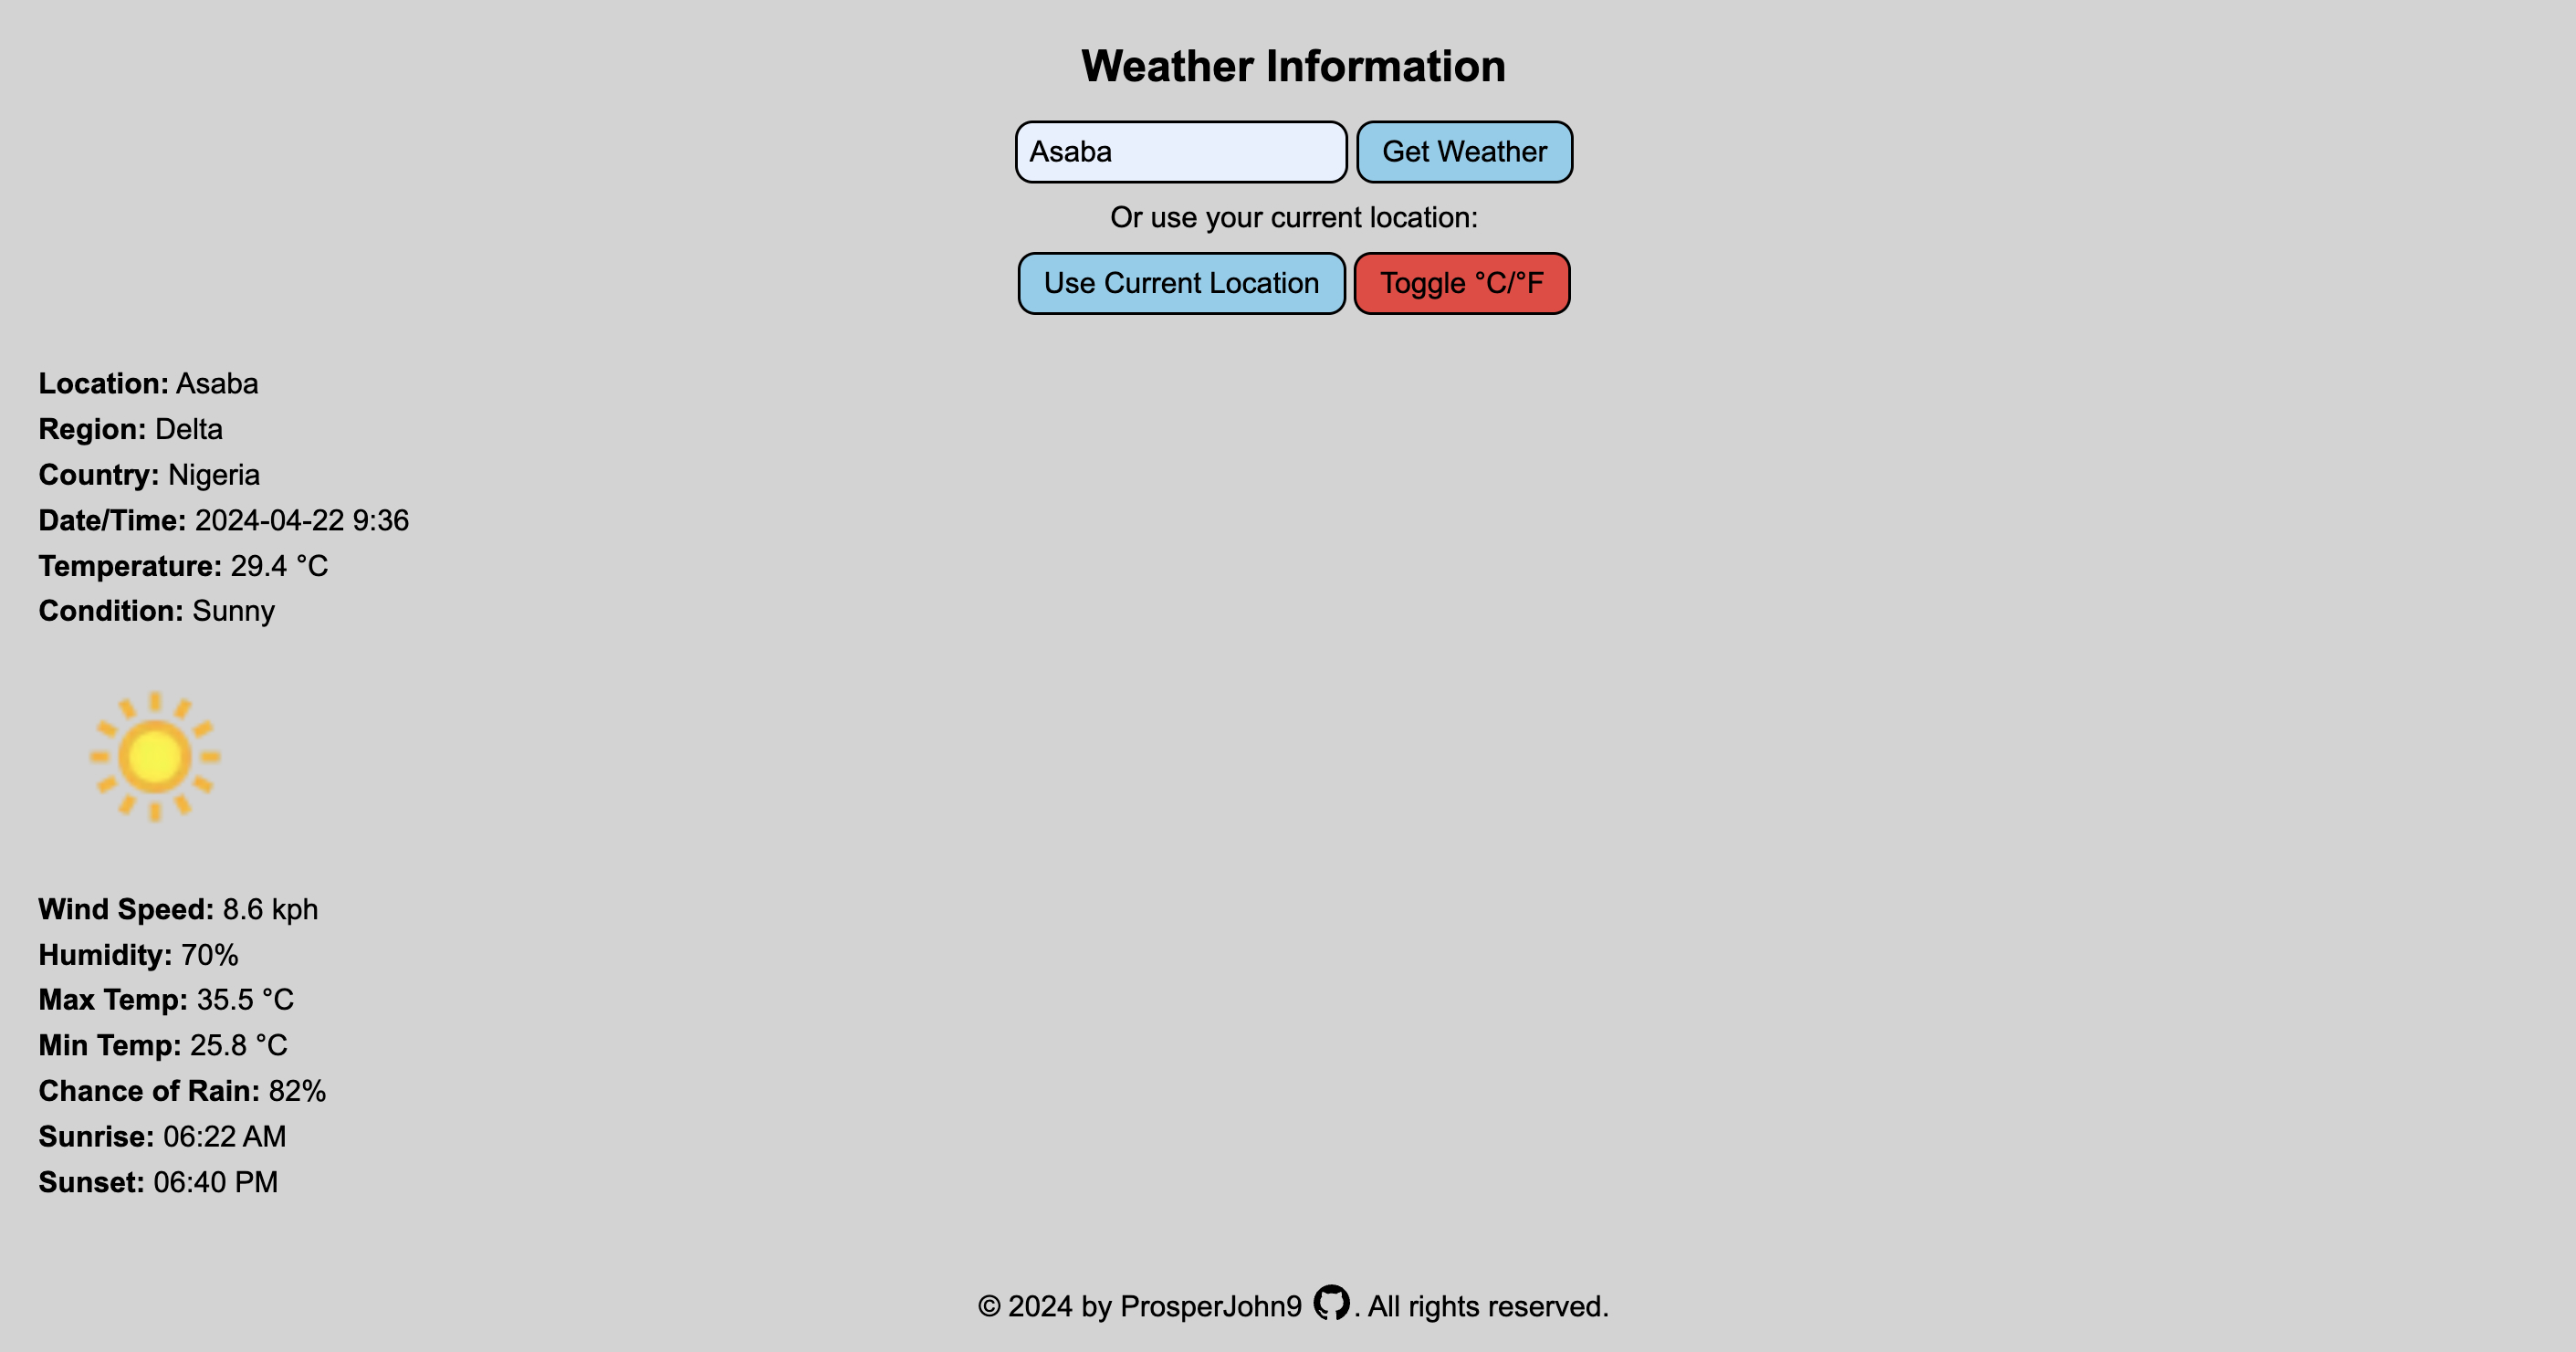 Weather Information
Asaba Get Weather
Or use your current location:
Use Current Location Toggle °C/°F
Location: Asaba
Region: Delta
Country: Nigeria
Date/Time: 2024-04-22 9:36
Temperature: 29.4 °C
Condition: Sunny
Wind Speed: 8.6 kph
Humidity: 70%
Max Temp: 35.5 °C
Min Temp: 25.8 °C
Chance of Rain: 82%
Sunrise: 06:22 AM
Sunset: 06:40 PM
© 2024 by ProsperJohn9 . All rights reserved.